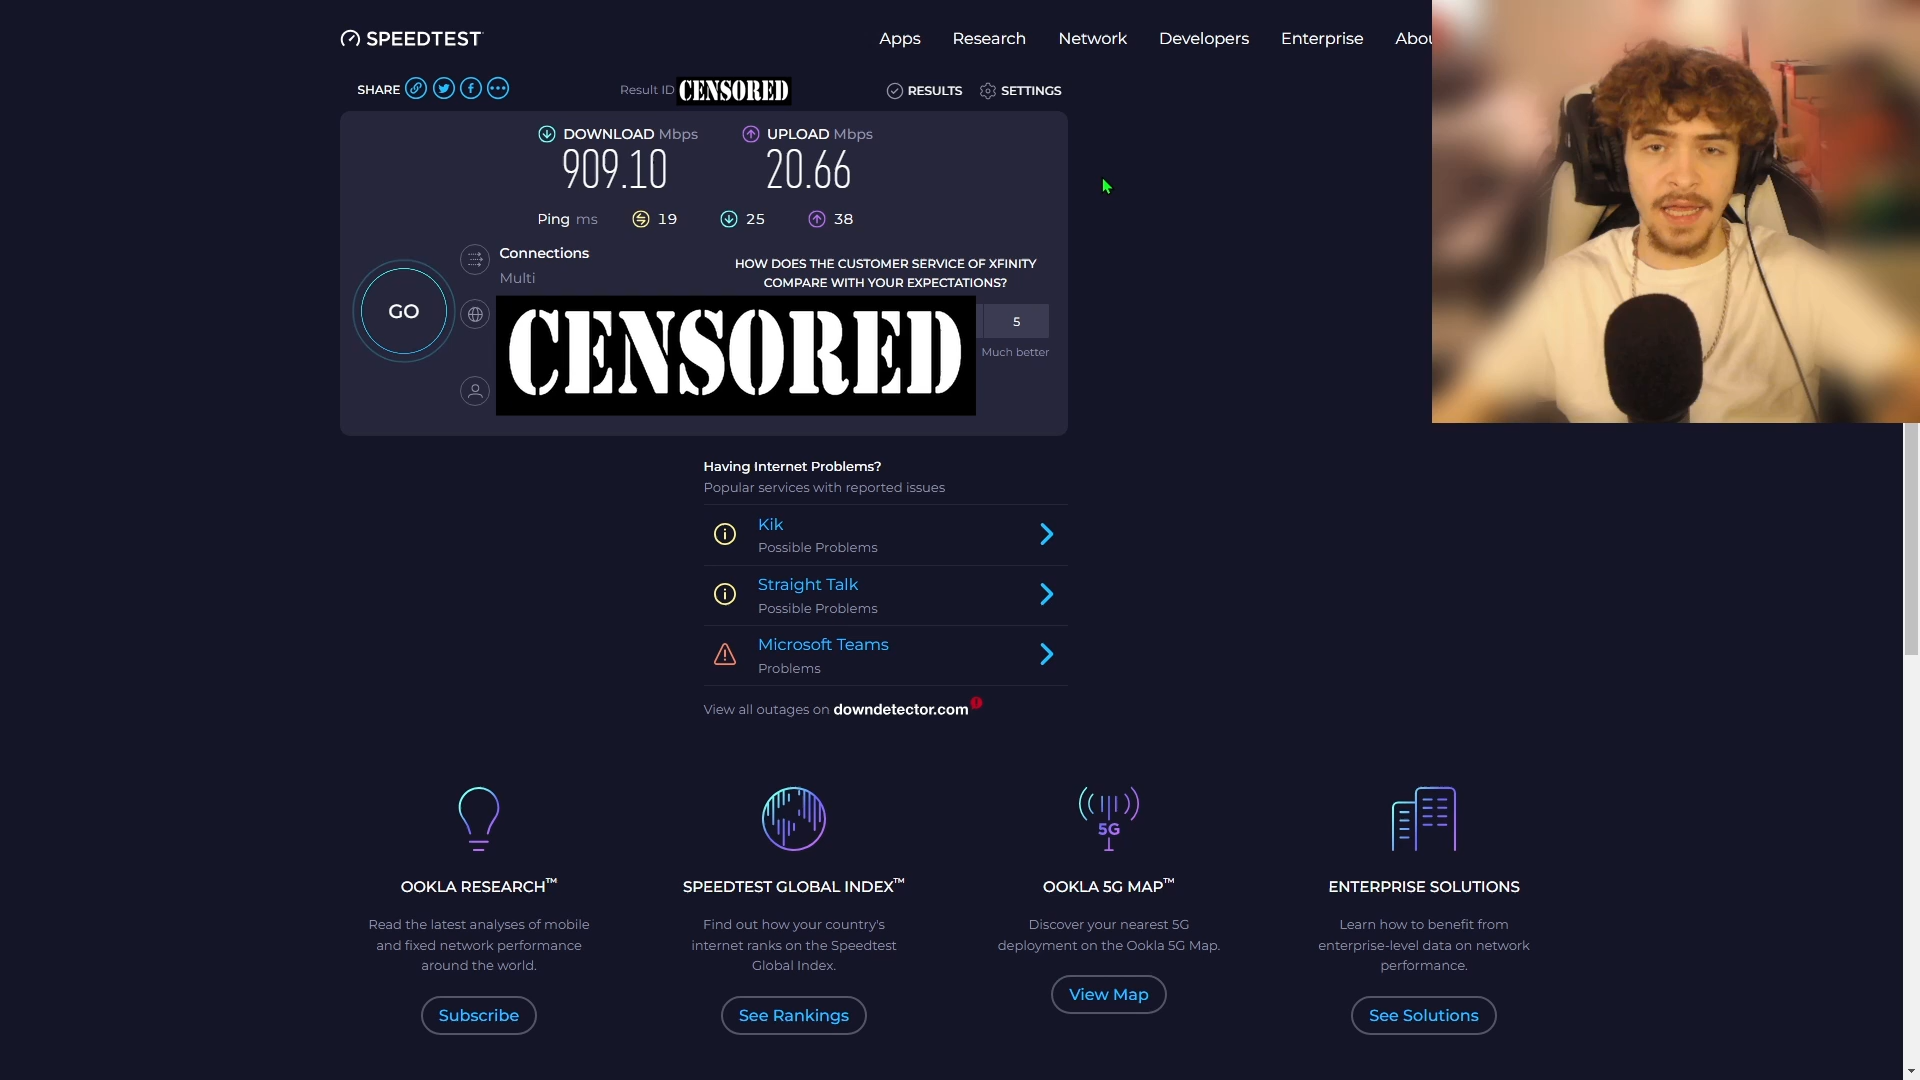 SPEEDTEST
Apps Research Network Developers Enterprise Abou
SHARE
Result ID CENSORED
RESULTS SETTINGS
DOWNLOAD Mbps
909.10
UPLOAD Mbps
20.66
Ping ms 19 25 38
GO
Connections
Multi
HOW DOES THE CUSTOMER SERVICE OF XFINITY
COMPARE WITH YOUR EXPECTATIONS?
CENSORED
5
Much better
Having Internet Problems?
Popular services with reported issues
Kik
Possible Problems
Straight Talk
Possible Problems
Microsoft Teams
Problems
View all outages on downdetector.com
5G
OOKLA RESEARCH™
Read the latest analyses of mobile
and fixed network performance
around the world.
Subscribe
SPEEDTEST GLOBAL INDEX™
Find out how your country's
internet ranks on the Speedtest
Global Index.
See Rankings
OOKLA 5G MAP™
Discover your nearest 5G
deployment on the Ookla 5G Map.
View Map
ENTERPRISE SOLUTIONS
Learn how to benefit from
enterprise-level data on network
performance.
See Solutions